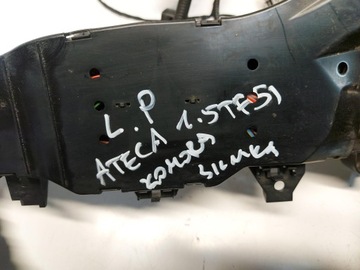 L.P
ATECA 1.5TFSI
KOMORA
SILNIKA